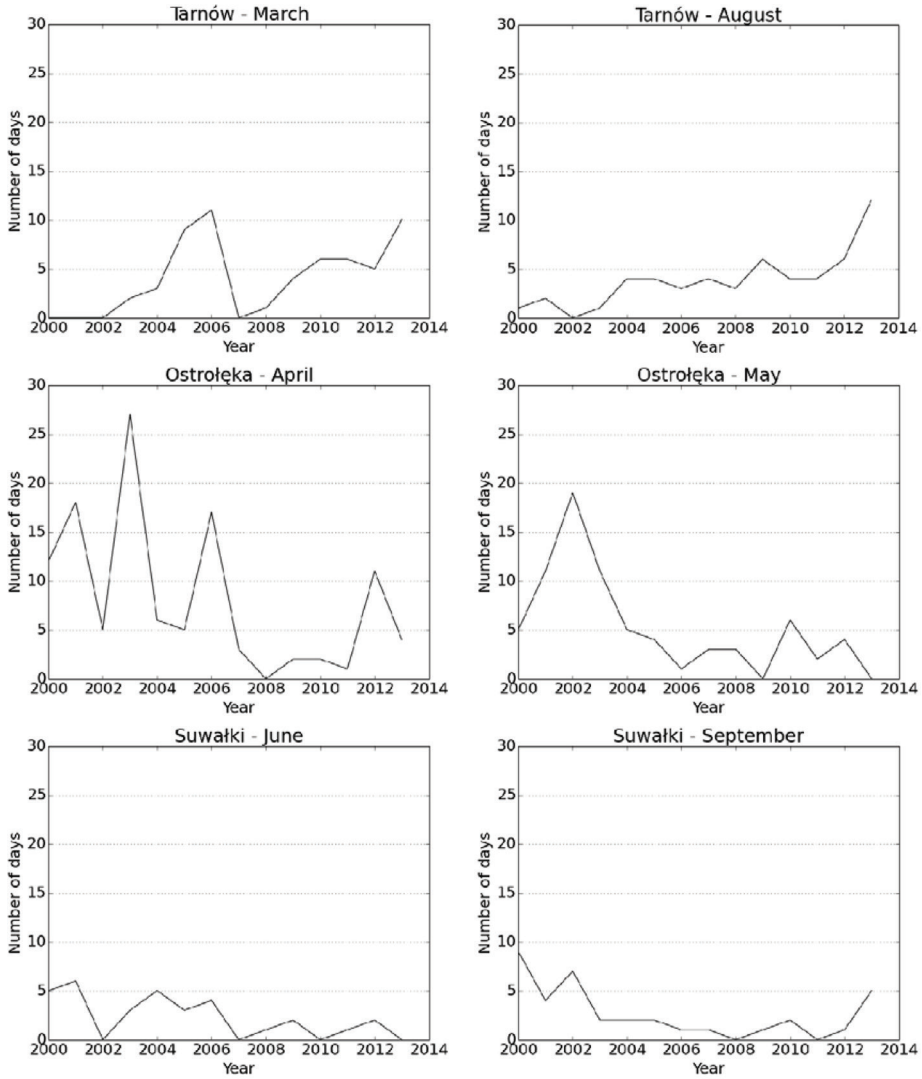 Tarnów - March
30
25
20
15
10
5
0
Number of days
2000 2002 2004 2006 2008 2010 2012 2014
Year
Tarnów - August
30
25
20
15
10
5
0
Number of days
2000 2002 2004 2006 2008 2010 2012 2014
Year
Ostrołęka - April
30
25
20
15
10
5
0
Number of days
2000 2002 2004 2006 2008 2010 2012 2014
Year
Ostrołęka - May
30
25
20
15
10
5
0
Number of days
2000 2002 2004 2006 2008 2010 2012 2014
Year
Suwałki - June
30
25
20
15
10
5
0
Number of days
2000 2002 2004 2006 2008 2010 2012 2014
Year
Suwałki - September
30
25
20
15
10
5
0
Number of days
2000 2002 2004 2006 2008 2010 2012 2014
Year